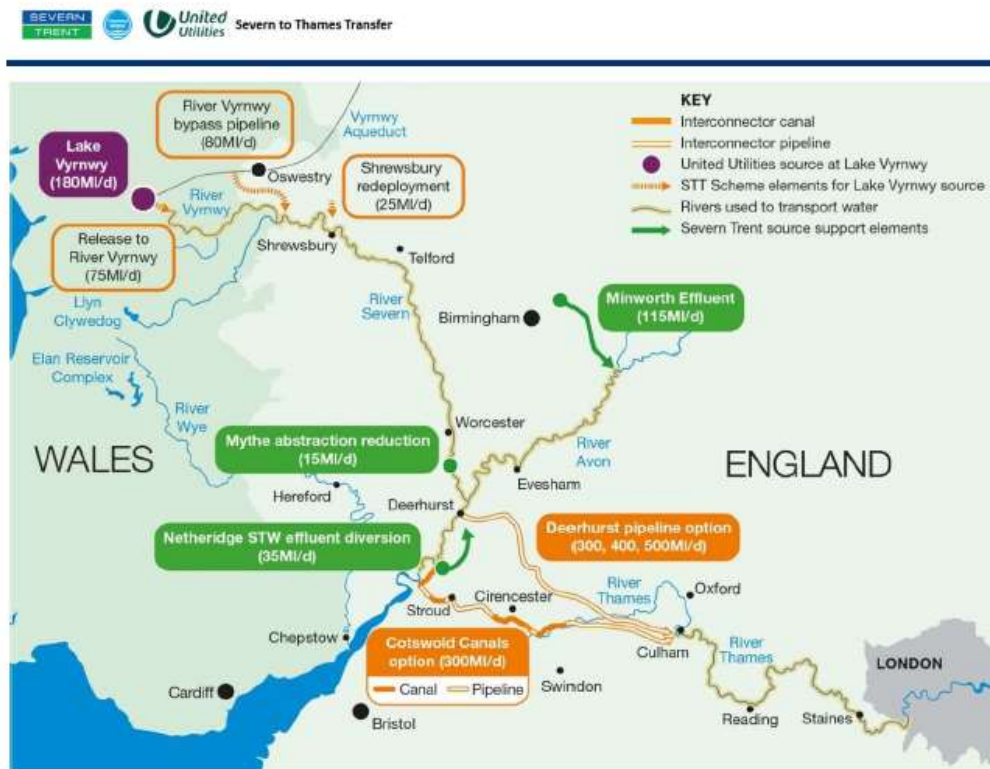 SEVERN
TRENT
United
Utilities
Severn to Thames Transfer
KEY
Interconnector canal
Interconnector pipeline
United Utilities source at Lake Vyrnwy
STT Scheme elements for Lake Vyrnwy source
Rivers used to transport water
Severn Trent source support elements
River Vyrnwy
bypass pipeline
(80Ml/d)
Vyrnwy
Aqueduct
Lake
Vyrnwy
(180Ml/d)
Oswestry
Shrewsbury
redeployment
(25Ml/d)
River
Vyrnwy
Release to
River Vyrnwy
(75Ml/d)
Shrewsbury
Telford
Llyn
Clywedog
River
Severn
Birmingham
Minworth Effluent
(115Ml/d)
Elan Reservoir
Complex
River
Wye
Worcester
Mythe abstraction reduction
(15Ml/d)
River
Avon
WALES
ENGLAND
Evesham
Hereford
Deerhurst
Netheridge STW effluent diversion
(35Ml/d)
Deerhurst pipeline option
(300, 400, 500Ml/d)
River
Thames
Oxford
Stroud
Cirencester
Chepstow
Cotswold Canals
option (300Ml/d)
Canal
Pipeline
Culham
River
Thames
LONDON
Swindon
Cardiff
Bristol
Reading
Staines